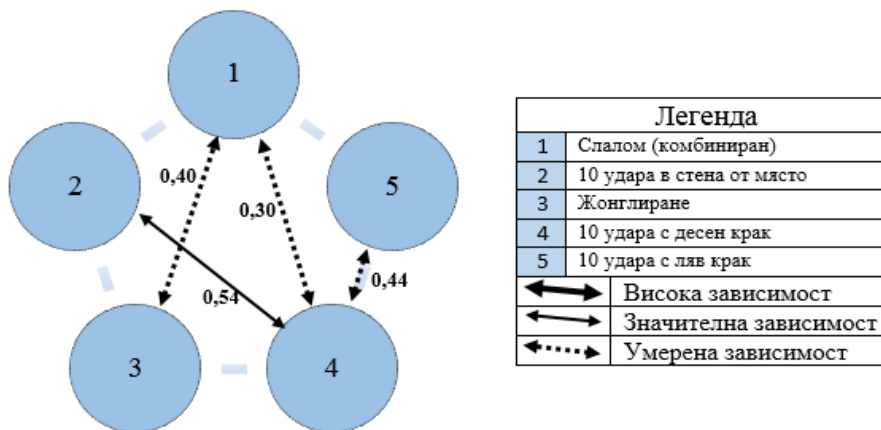 1
2
5
0,40
0,30
0,44
0,54
3
4
Легенда
1 Слалом (комбиниран)
2 10 удара в стена от място
3 Жонглиране
4 10 удара с десен крак
5 10 удара с ляв крак
Висока зависимост
Значителна зависимост
Умерена зависимост